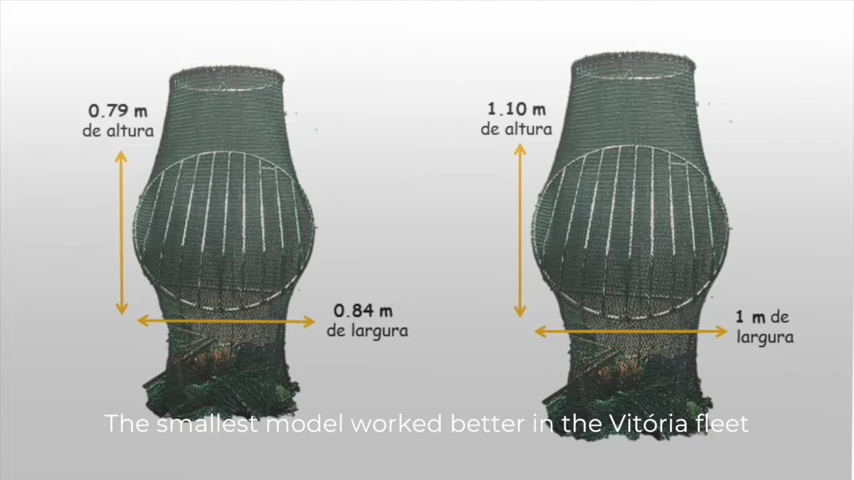 0.79 m
de altura
0.84 m
de largura
1.10 m
de altura
1 m de
largura
The smallest model worked better in the Vitória fleet